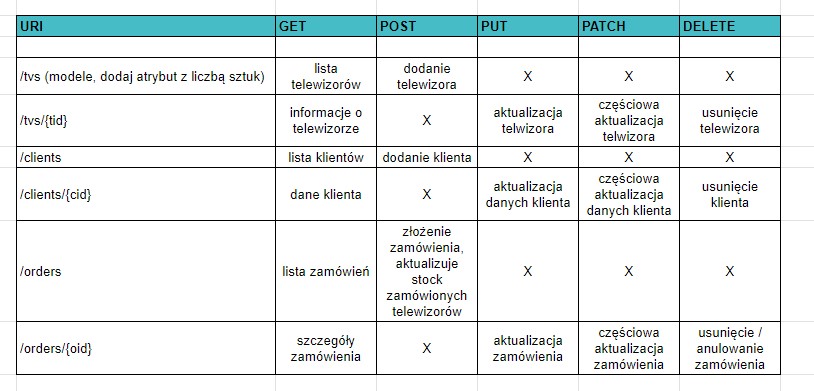 URI GET POST PUT PATCH DELETE
/tvs (modele, dodaj atrybut z liczbą sztuk)
lista
telewizorów
dodanie
telewizora
X
X
X
/tvs/{tid}
informacje o
telewizorze
X
aktualizacja
telwizora
częściowa
aktualizacja
telwizora
usunięcie
telewizora
/clients
lista klientów
dodanie klienta
X
X
X
/clients/{cid}
dane klienta
X
aktualizacja
danych klienta
częściowa
aktualizacja
danych klienta
usunięcie
klienta
/orders
lista zamówień
złożenie
zamówienia,
aktualizuje
stock
zamówionych
telewizorów
X
X
X
/orders/{oid}
szczegóły
zamówienia
X
aktualizacja
zamówienia
częściowa
aktualizacja
zamówienia
usunięcie /
anulowanie
zamówienia